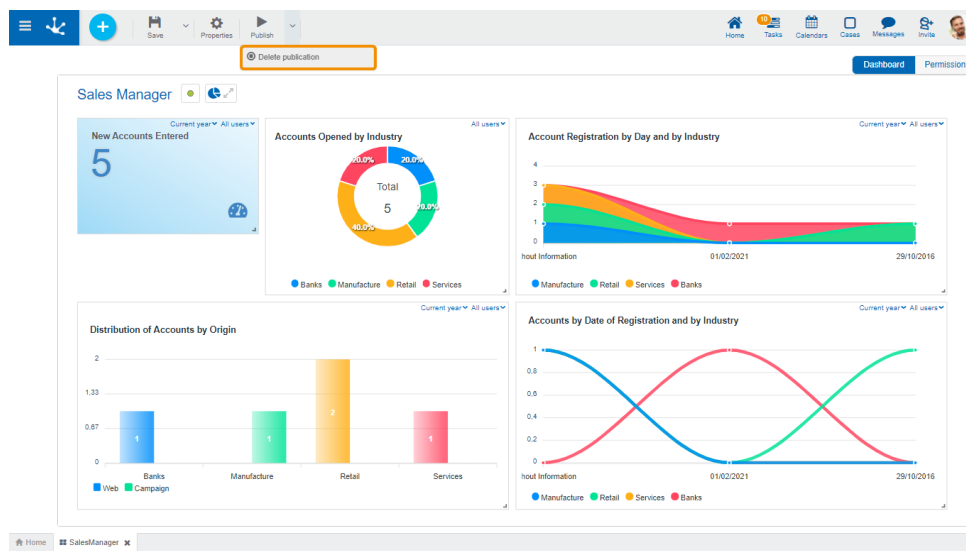 Save
Properties
Publish
Home
10
Tasks
Calendars
Cases
Messages
Invite
Delete publication
Dashboard
Permission
Sales Manager
Current year All users
New Accounts Entered
5
All users
Accounts Opened by Industry
20.0% 20.0%
Total
5
20.0%
40.0%
Banks Manufacture Retail Services
Current year All users
Account Registration by Day and by Industry
4
3
2
1
0
hout Information 01/02/2021 29/10/2016
Manufacture Retail Services Banks
Current year All users
Distribution of Accounts by Origin
2
1.33
0.67
0
1 1 2 1
Banks Manufacture Retail Services
Web Campaign
Current year All users
Accounts by Date of Registration and by Industry
1
0.8
0.6
0.4
0.2
0
hout Information 01/02/2021 29/10/2016
Manufacture Retail Services Banks
Home SalesManager